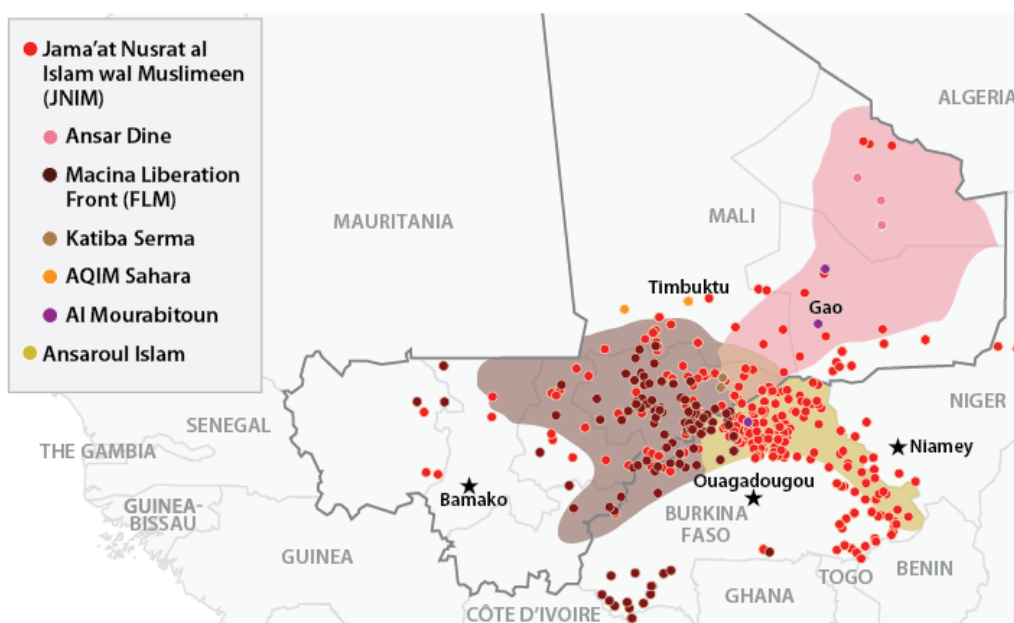 Jama'at Nusrat al
Islam wal Muslimeen
(JNIM)
Ansar Dine
Macina Liberation
Front (FLM)
Katiba Serma
AQIM Sahara
Al Mourabitoun
Ansaroul Islam
ALGERIA
MAURITANIA
MALI
Timbuktu
Gao
SENEGAL
NIGER
THE GAMBIA
Niamey
Bamako
Ouagadougou
GUINEA-
BISSAU
BURKINA
FASO
GUINEA
BENIN
TOGO
GHANA
CÔTE D'IVOIRE